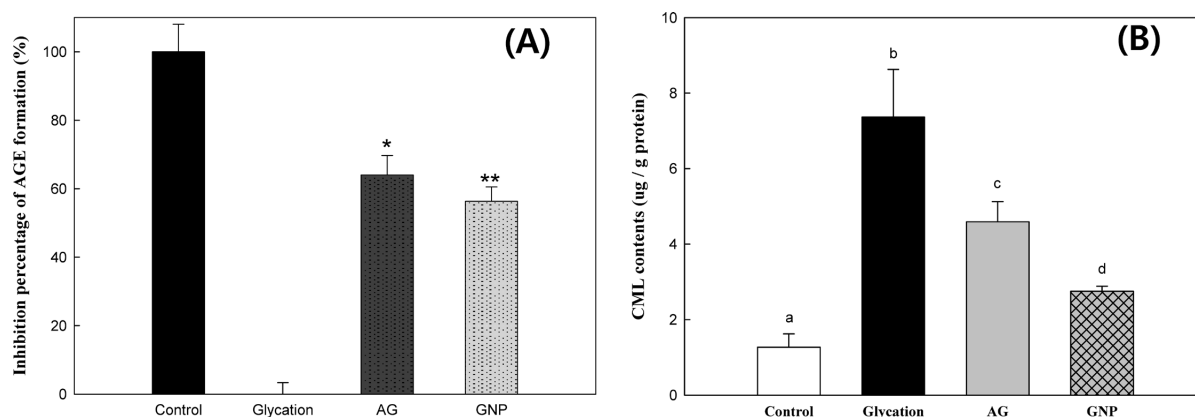 (A)
Inhibition percentage of AGE formation (%)
100
80
60
40
20
0
*
**
Control Glycation AG GNP
(B)
CML contents (ug / g protein)
10
8
6
4
2
0
a
b
c
d
Control Glycation AG GNP